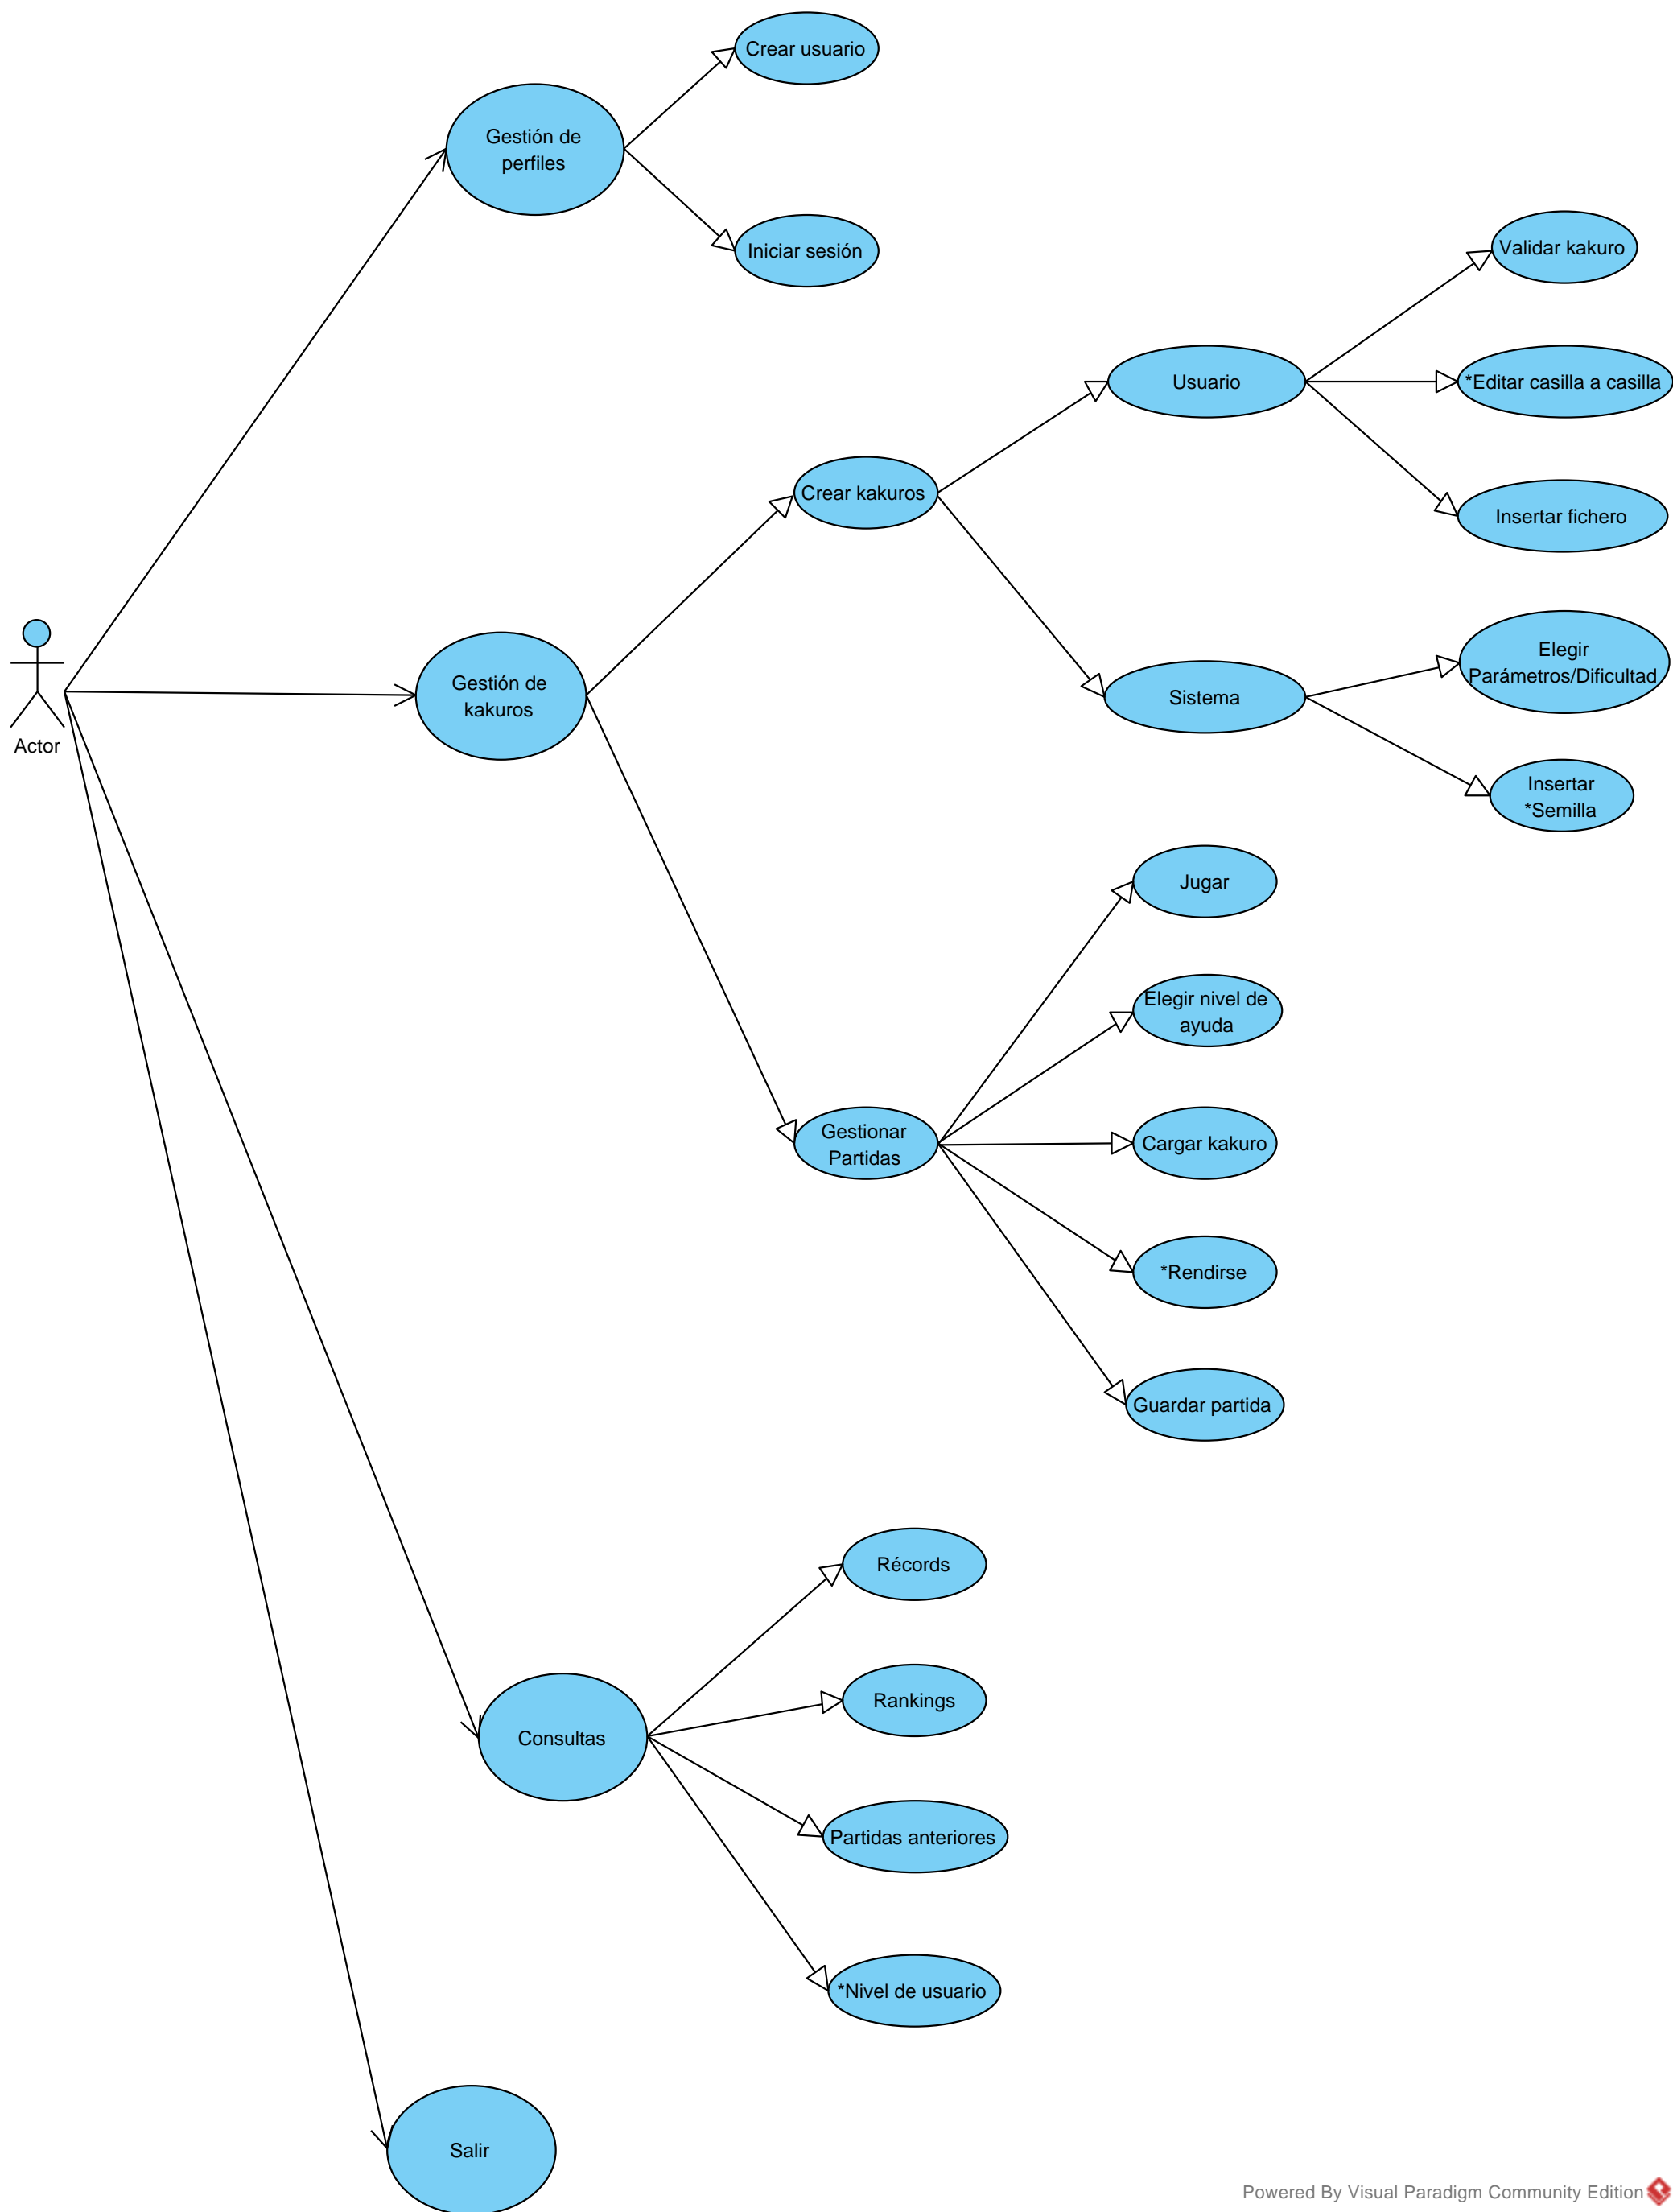 Crear usuario
Gestión de
perfiles
Iniciar sesión
Validar kakuro
Usuario
*Editar casilla a casilla
Crear kakuros
Insertar fichero
Actor
Gestión de
kakuros
Sistema
Elegir
Parámetros/Dificultad
Insertar
*Semilla
Jugar
Elegir nivel de
ayuda
Gestionar
Partidas
Cargar kakuro
*Rendirse
Guardar partida
Récords
Rankings
Consultas
Partidas anteriores
*Nivel de usuario
Salir
Powered By Visual Paradigm Community Edition